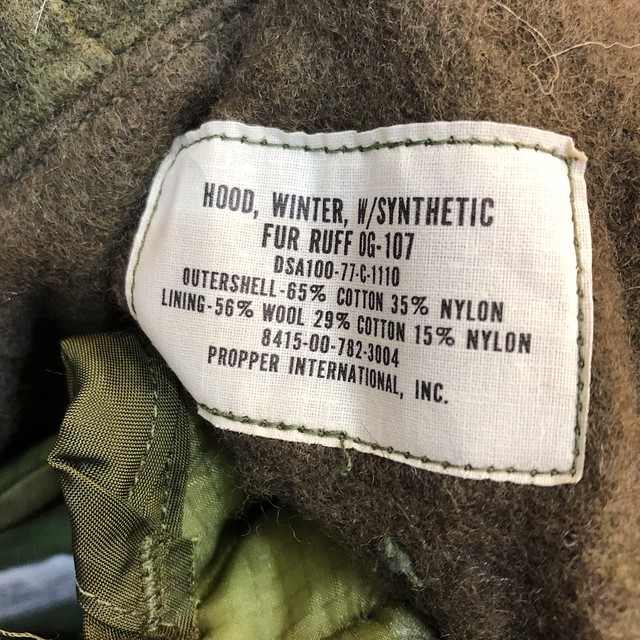 HOOD, WINTER, W/SYNTHETIC
FUR RUFF OG-107
DSA100-77-C-1110
OUTERSHELL-65% COTTON 35% NYLON
LINING-56% WOOL 29% COTTON 15% NYLON
8415-00-782-3004
PROPPER INTERNATIONAL, INC.